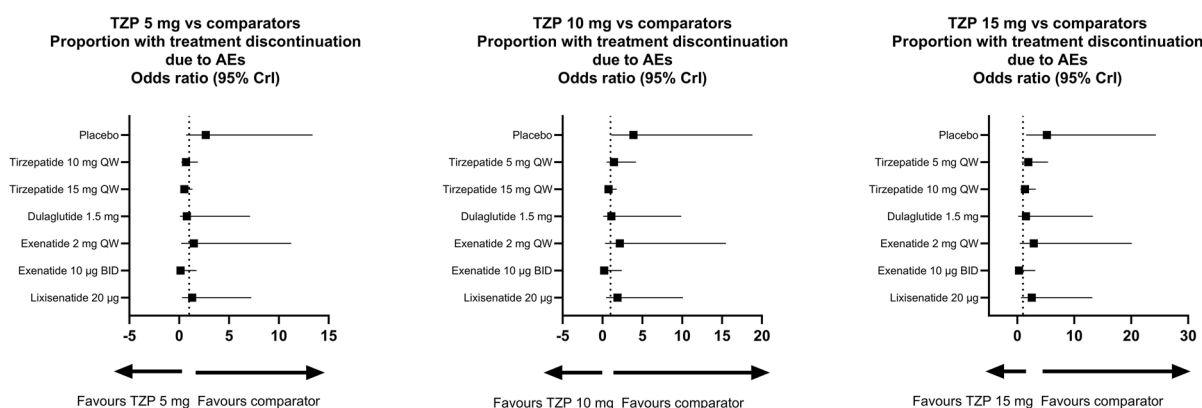 TZP 5 mg vs comparators
Proportion with treatment discontinuation
due to AEs
Odds ratio (95% CrI)
Placebo
Tirzepatide 10 mg QW
Tirzepatide 15 mg QW
Dulaglutide 1.5 mg
Exenatide 2 mg QW
Exenatide 10 µg BID
Lixisenatide 20 µg
-5 0 5 10 15
Favours TZP 5 mg Favours comparator
TZP 10 mg vs comparators
Proportion with treatment discontinuation
due to AEs
Odds ratio (95% CrI)
Placebo
Tirzepatide 5 mg QW
Tirzepatide 15 mg QW
Dulaglutide 1.5 mg
Exenatide 2 mg QW
Exenatide 10 µg BID
Lixisenatide 20 µg
-5 0 5 10 15 20
Favours TZP 10 mg Favours comparator
TZP 15 mg vs comparators
Proportion with treatment discontinuation
due to AEs
Odds ratio (95% CrI)
Placebo
Tirzepatide 5 mg QW
Tirzepatide 10 mg QW
Dulaglutide 1.5 mg
Exenatide 2 mg QW
Exenatide 10 µg BID
Lixisenatide 20 µg
0 10 20 30
Favours TZP 15 mg Favours comparator